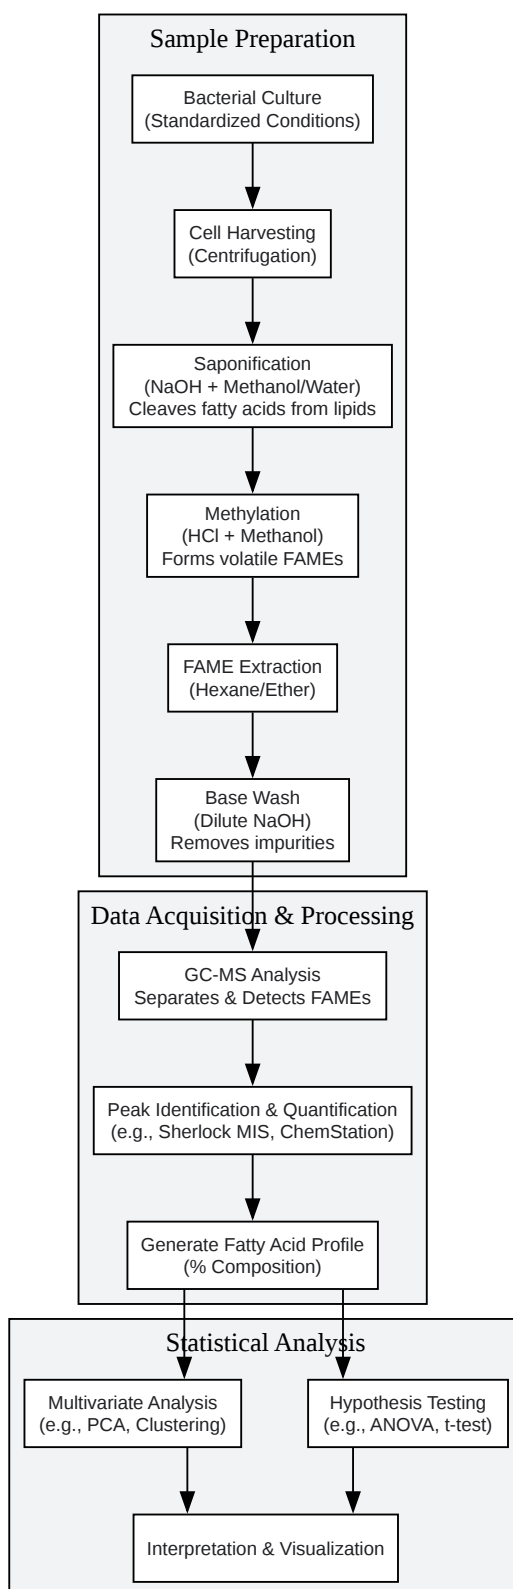 Sample Preparation
Bacterial Culture
(Standardized Conditions)
Cell Harvesting
(Centrifugation)
Saponification
(NaOH + Methanol/Water)
Cleaves fatty acids from lipids
Methylation
(HCl + Methanol)
Forms volatile FAMEs
FAME Extraction
(Hexane/Ether)
Base Wash
(Dilute NaOH)
Removes impurities
Data Acquisition & Processing
GC-MS Analysis
Separates & Detects FAMEs
Peak Identification & Quantification
(e.g., Sherlock MIS, ChemStation)
Generate Fatty Acid Profile
(% Composition)
Statistical Analysis
Multivariate Analysis
(e.g., PCA, Clustering)
Hypothesis Testing
(e.g., ANOVA, t-test)
Interpretation & Visualization